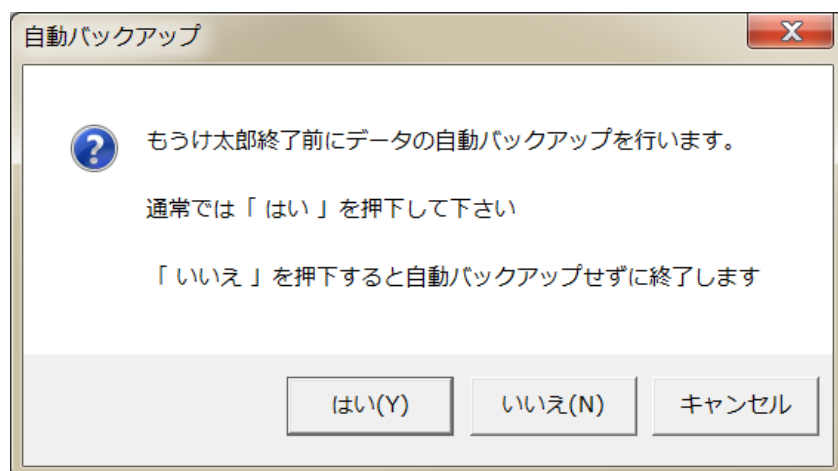 自動バックアップ
もうけ太郎終了前にデータの自動バックアップを行います。
通常では「 はい 」を押下して下さい
「 いいえ 」を押下すると自動バックアップせずに終了します
はい(Y) いいえ(N) キャンセル